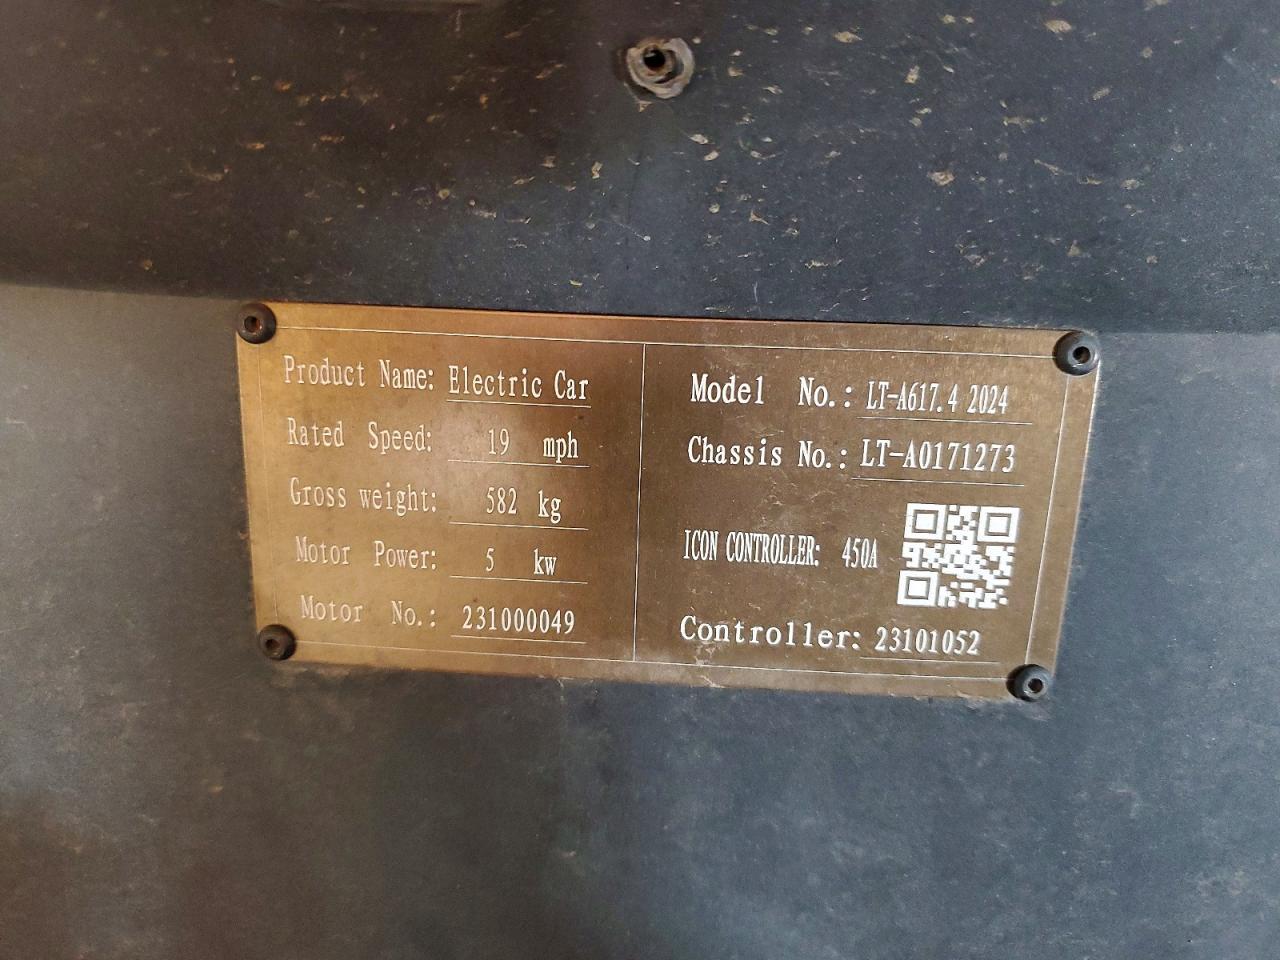 Product Name: Electric Car
Rated Speed: 19 mph
Gross weight: 582 kg
Motor Power: 5 kw
Motor No.: 231000049
Model No.: LT-A617.4 2024
Chassis No.: LT-A0171273
ICON CONTROLLER: 450A
Controller: 23101052